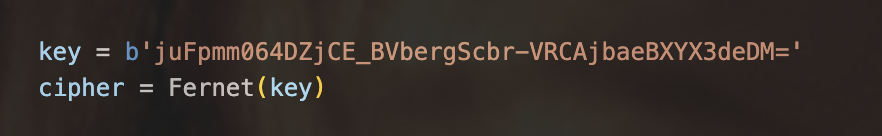 key = b'juFpmm064DZjCE_BVbergScbr-VRCAjbaeBXYX3deDM='
cipher = Fernet(key)